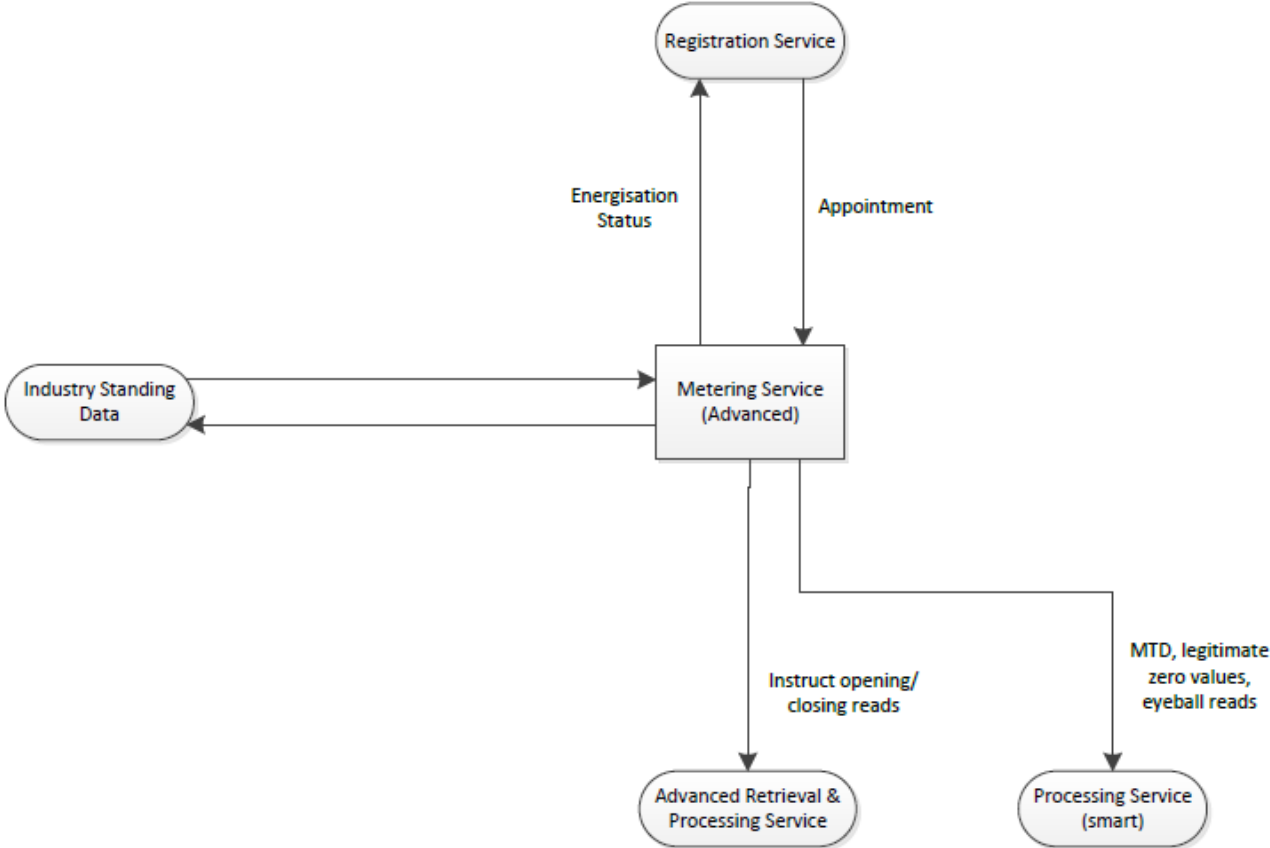 Registration Service
Energisation
Status
Appointment
Industry Standing
Data
Metering Service
(Advanced)
Instruct opening/
closing reads
MTD, legitimate
zero values,
eyeball reads
Advanced Retrieval &
Processing Service
Processing Service
(smart)